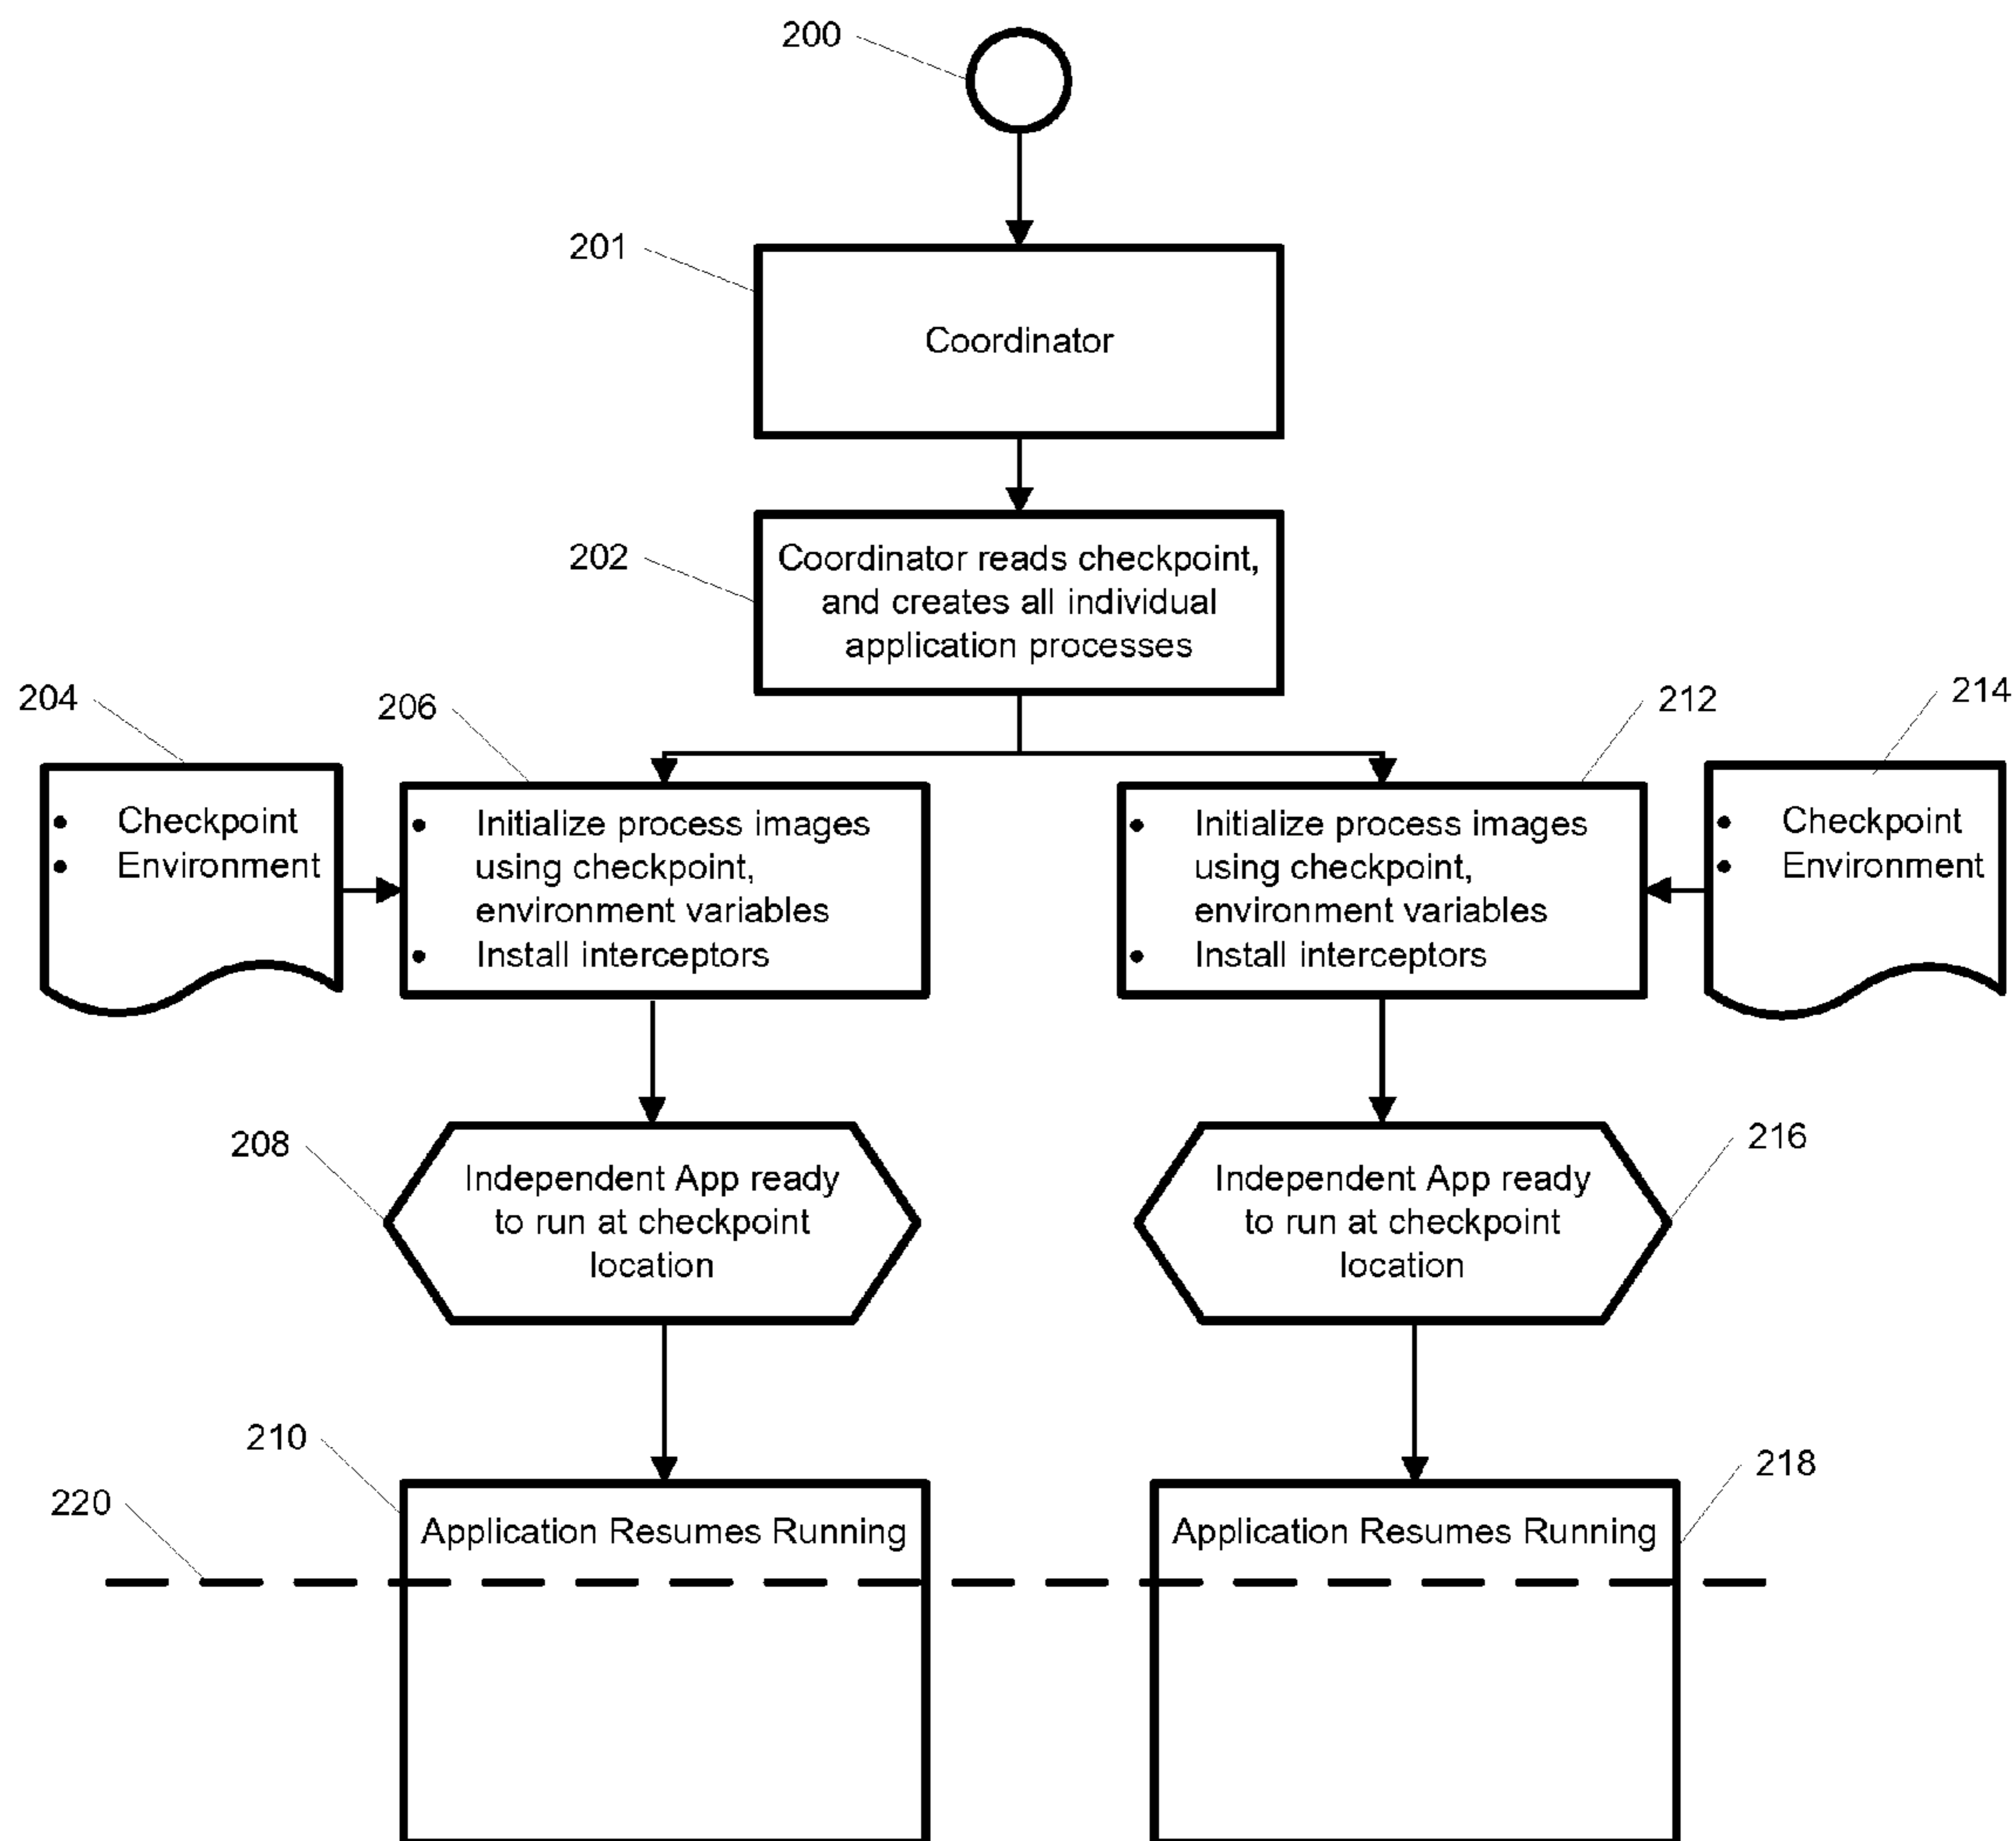 200
201
Coordinator
202
Coordinator reads checkpoint,
and creates all individual
application processes
204
206
212
214
• Checkpoint
• Environment
• Initialize process images
using checkpoint,
environment variables
• Install interceptors
• Initialize process images
using checkpoint,
environment variables
• Install interceptors
• Checkpoint
• Environment
208
Independent App ready
to run at checkpoint
location
216
Independent App ready
to run at checkpoint
location
210
Application Resumes Running
218
Application Resumes Running
220